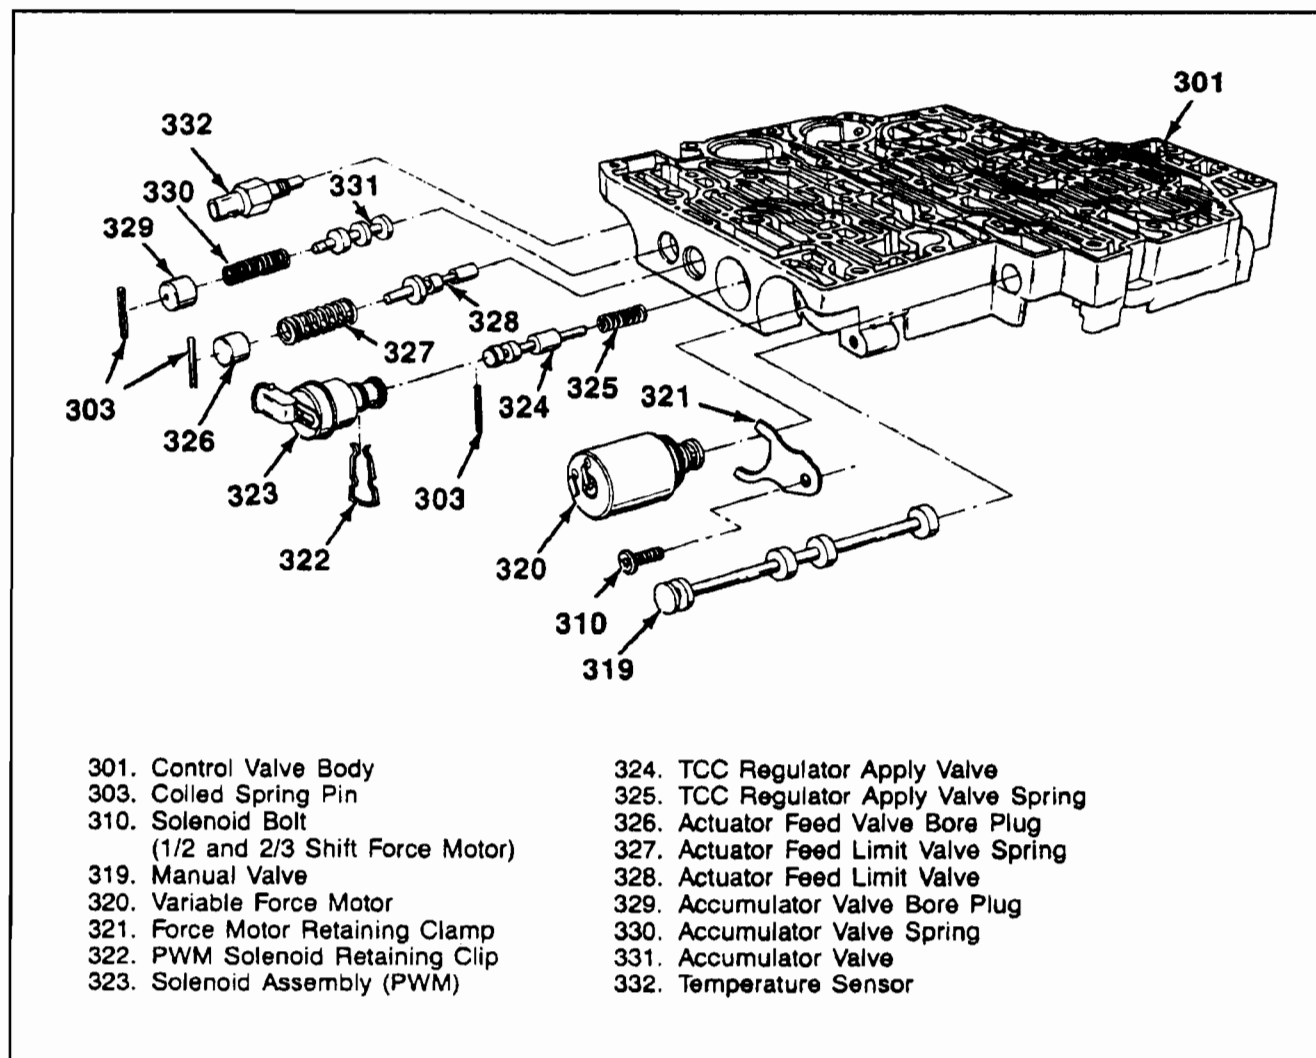 301
332
330
331
329
328
327
325
324
321
303
326
323
303
322
320
310
319
301. Control Valve Body
303. Coiled Spring Pin
310. Solenoid Bolt
(1/2 and 2/3 Shift Force Motor)
319. Manual Valve
320. Variable Force Motor
321. Force Motor Retaining Clamp
322. PWM Solenoid Retaining Clip
323. Solenoid Assembly (PWM)
324. TCC Regulator Apply Valve
325. TCC Regulator Apply Valve Spring
326. Actuator Feed Valve Bore Plug
327. Actuator Feed Limit Valve Spring
328. Actuator Feed Limit Valve
329. Accumulator Valve Bore Plug
330. Accumulator Valve Spring
331. Accumulator Valve
332. Temperature Sensor